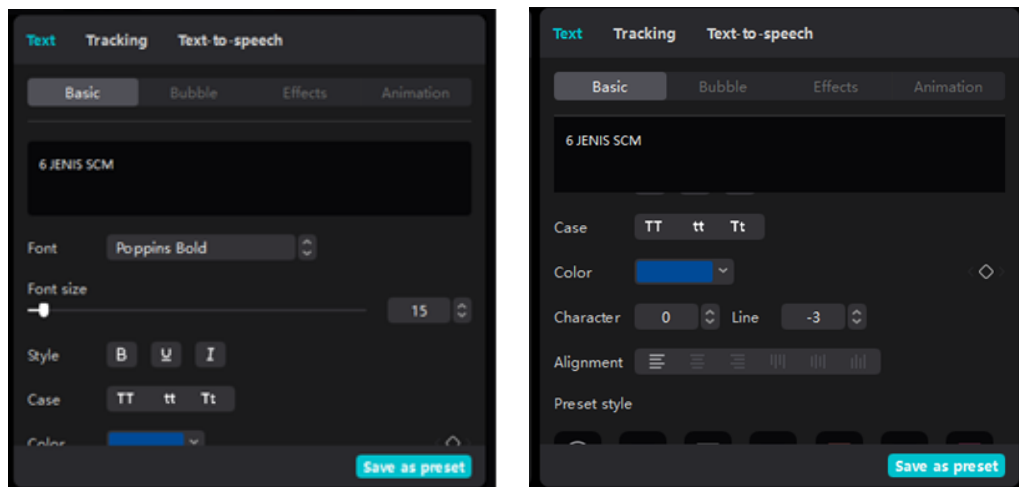 Text Tracking Text-to-speech
Basic Bubble Effects Animation
6 JENIS SCM
Font Poppins Bold
Font size
15
Style B U I
Case TT tt Tt
Color
Save as preset
Text Tracking Text-to-speech
Basic Bubble Effects Animation
6 JENIS SCM
Case TT tt Tt
Color
Character 0 Line -3
Alignment
Preset style
Save as preset